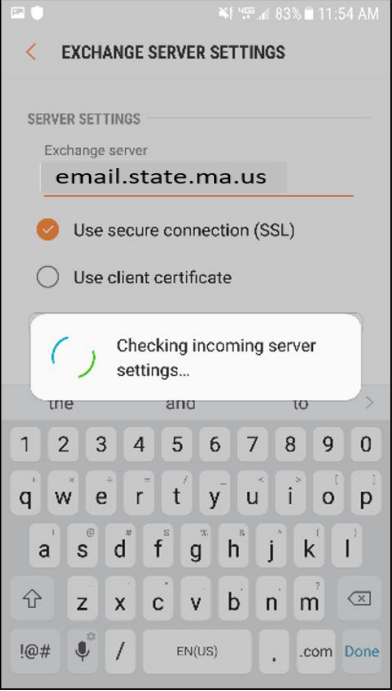 83% 11:54 AM
EXCHANGE SERVER SETTINGS
SERVER SETTINGS
Exchange server
email.state.ma.us
Use secure connection (SSL)
Use client certificate
Checking incoming server
settings...
the and to
1 2 3 4 5 6 7 8 9 0
q w e r t y u i o p
a s d f g h j k l
z x c v b n m
!@# / EN(US) . .com Done